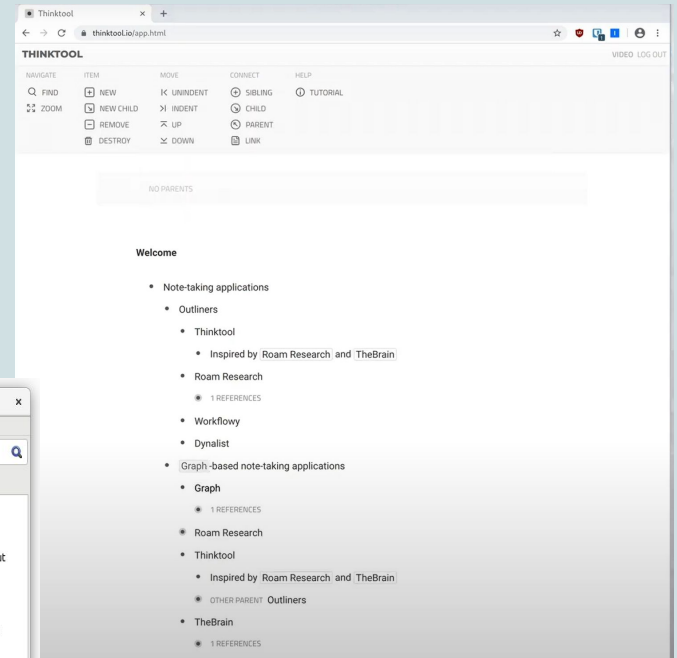 Thinktool × +
thinktool.io/app.html
THINKTOOL VIDEO LOG OUT
NAVIGATE ITEM MOVE CONNECT HELP
FIND NEW UNINDENT SIBLING TUTORIAL
ZOOM NEW CHILD INDENT CHILD
REMOVE UP PARENT
DESTROY DOWN LINK
NO PARENTS
Welcome
Note-taking applications
Outliners
Thinktool
Inspired by Roam Research and TheBrain
Roam Research
1 REFERENCES
Workflowy
Dynalist
Graph-based note-taking applications
Graph
1 REFERENCES
Roam Research
Thinktool
Inspired by Roam Research and TheBrain
OTHER PARENT Outliners
TheBrain
1 REFERENCES